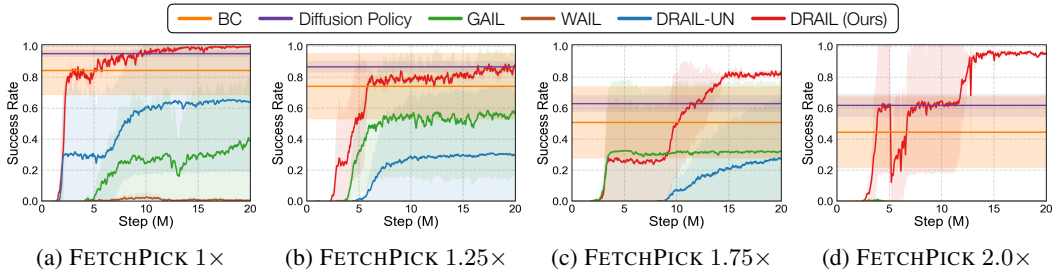 BC Diffusion Policy GAIL WAIL DRAIL-UN DRAIL (Ours)
Success Rate
1.0
0.8
0.6
0.4
0.2
0.0
0 5 10 15 20
Step (M)
(a) FETCHPICK 1×
Success Rate
1.0
0.8
0.6
0.4
0.2
0.0
0 5 10 15 20
Step (M)
(b) FETCHPICK 1.25×
Success Rate
1.0
0.8
0.6
0.4
0.2
0.0
0 5 10 15 20
Step (M)
(c) FETCHPICK 1.75×
Success Rate
1.0
0.8
0.6
0.4
0.2
0.0
0 5 10 15 20
Step (M)
(d) FETCHPICK 2.0×